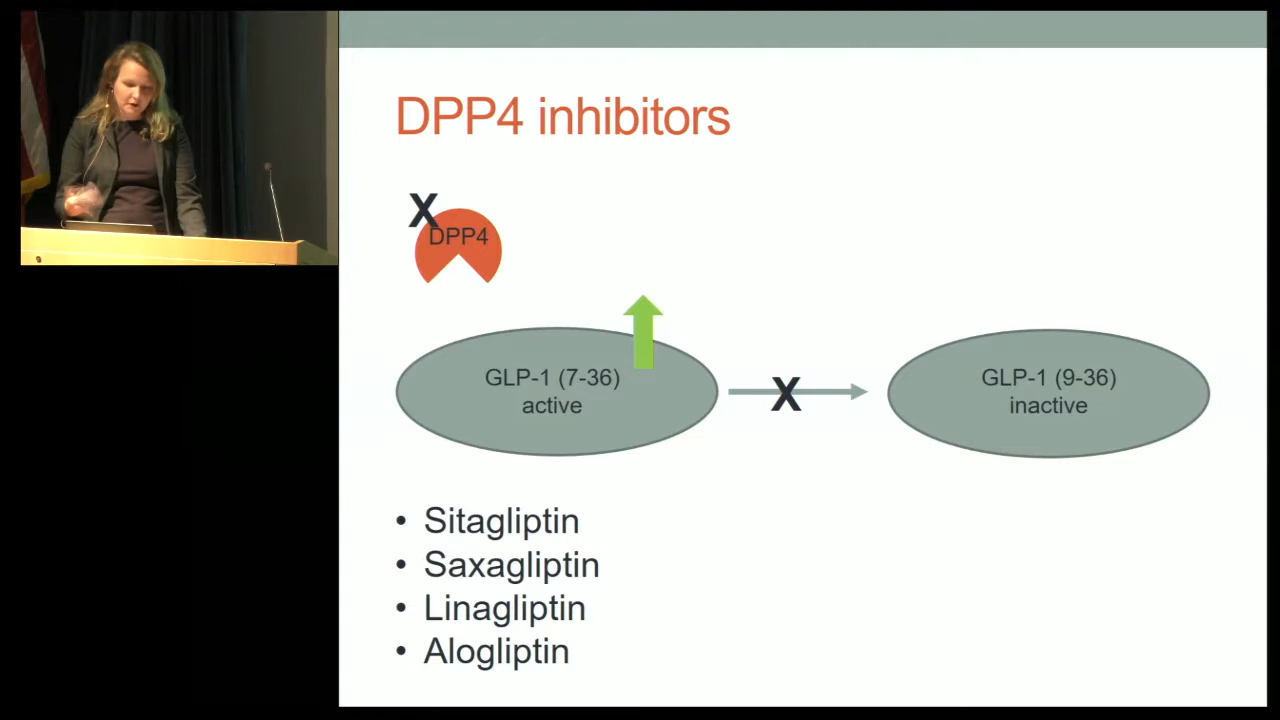 DPP4 inhibitors
X
DPP4
GLP-1 (7-36)
active
X
GLP-1 (9-36)
inactive
• Sitagliptin
• Saxagliptin
• Linagliptin
• Alogliptin